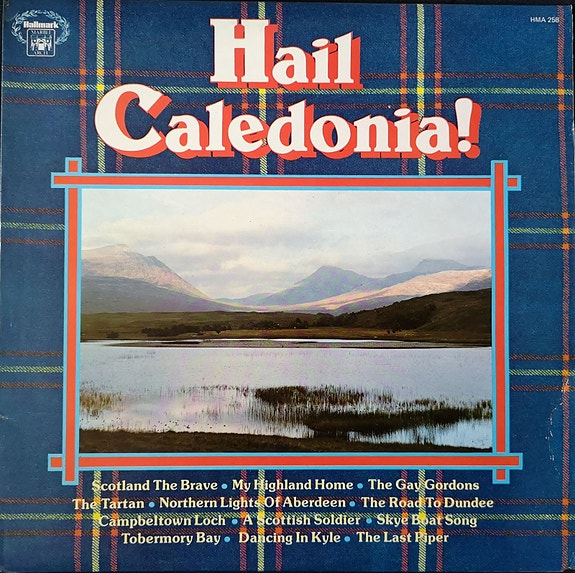 Hallmark
MARBLE
ARCH
HMA 258
Hail
Caledonia!
Scotland The Brave • My Highland Home • The Gay Gordons
The Tartan • Northern Lights Of Aberdeen • The Road To Dundee
Campbeltown Loch • A Scottish Soldier • Skye Boat Song
Tobermory Bay • Dancing In Kyle • The Last Piper